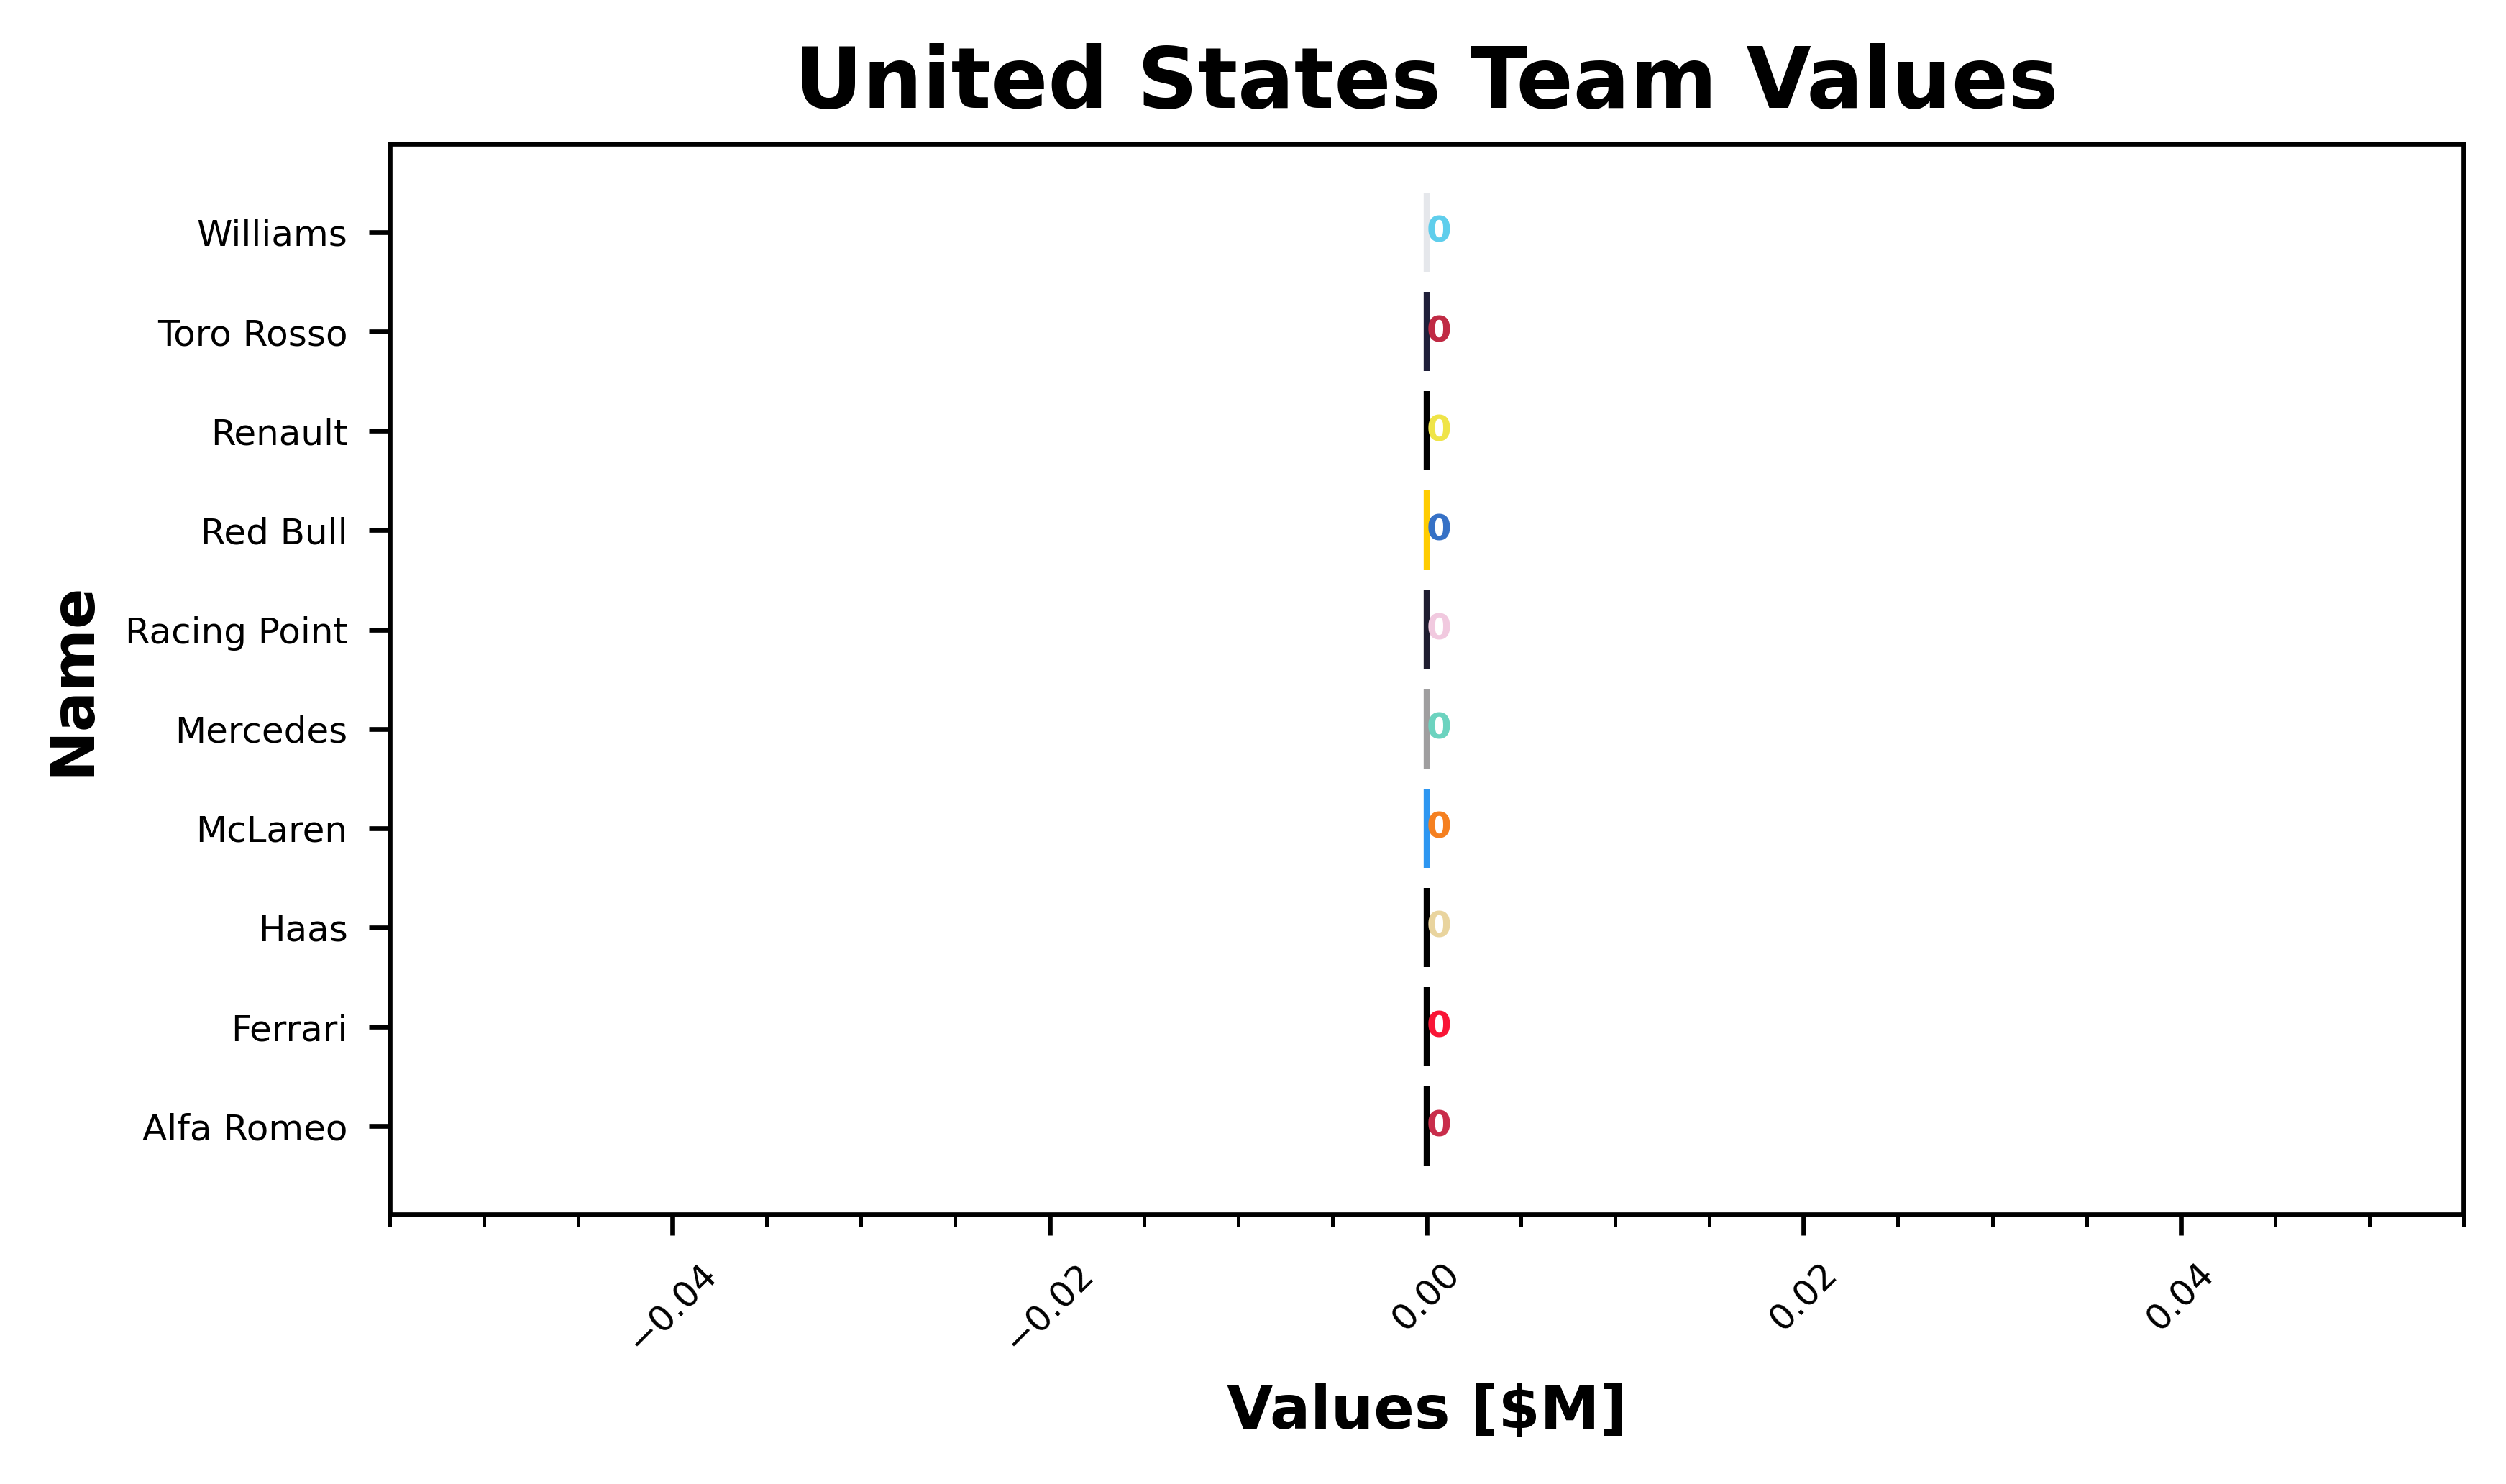 United States Team Values
Name
Williams 0
Toro Rosso 0
Renault 0
Red Bull 0
Racing Point 0
Mercedes 0
McLaren 0
Haas 0
Ferrari 0
Alfa Romeo 0
−0.04 −0.02 0.00 0.02 0.04
Values [$M]